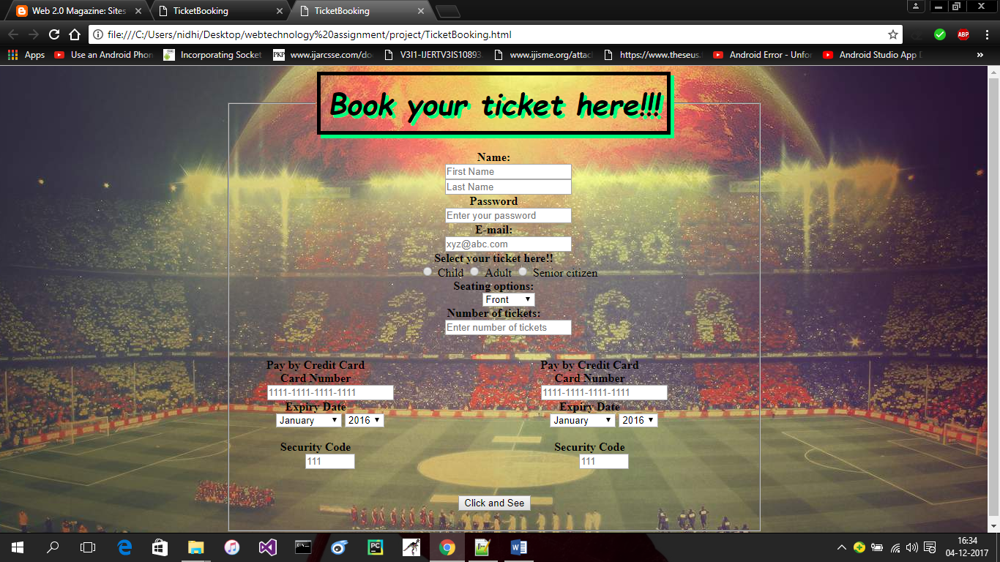 Web 2.0 Magazine: Sites
TicketBooking
TicketBooking
file:///C:/Users/nidhi/Desktop/webtechnology%20assignment/project/TicketBooking.html
ABP
Apps Use an Android Phon Incorporating Socket PKP www.ijarcsse.com/do V3I1-IJERTV3IS10893 www.ijisme.org/attac https://www.theseus. Android Error - Unfor Android Studio App D »
Book your ticket here!!!
Name:
First Name
Last Name
Password
Enter your password
E-mail:
xyz@abc.com
Select your ticket here!!
Child Adult Senior citizen
Seating options:
Front
Number of tickets:
Enter number of tickets
Pay by Credit Card Pay by Credit Card
Card Number Card Number
1111-1111-1111-1111 1111-1111-1111-1111
Expiry Date Expiry Date
January 2016 January 2016
Security Code Security Code
111 111
Click and See
16:34
04-12-2017